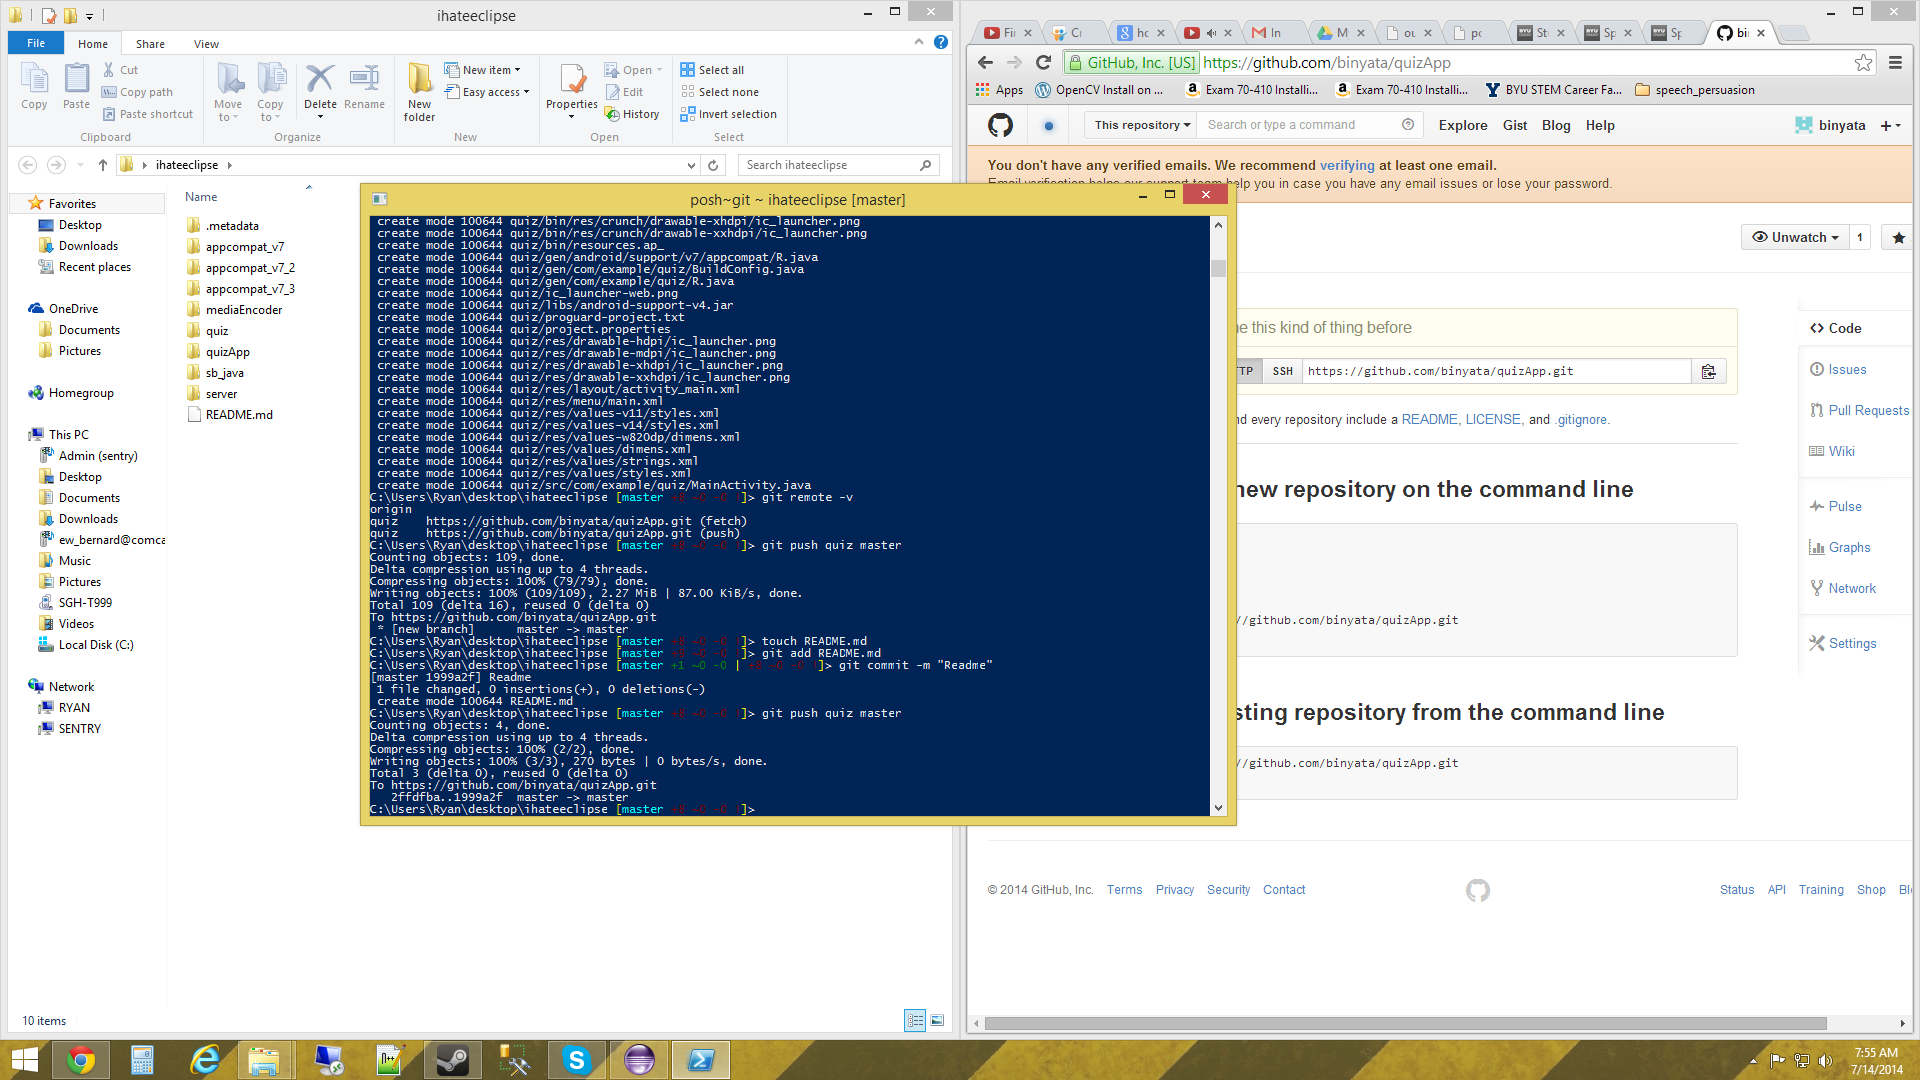 ihateeclipse
File
Home
Share
View
Copy
Paste
Cut
Copy path
Paste shortcut
Clipboard
Move to
Copy to
Delete
Rename
Organize
New folder
New item
Easy access
New
Properties
Open
Edit
History
Open
Select all
Select none
Invert selection
Select
ihateeclipse
Search ihateeclipse
Favorites
Desktop
Downloads
Recent places
OneDrive
Documents
Pictures
Homegroup
This PC
Admin (sentry)
Desktop
Documents
Downloads
ew_bernard@comca
Music
Pictures
SGH-T999
Videos
Local Disk (C:)
Network
RYAN
SENTRY
Name
.metadata
appcompat_v7
appcompat_v7_2
appcompat_v7_3
mediaEncoder
quiz
quizApp
sb_java
server
README.md
10 items
posh~git ~ ihateeclipse [master]
create mode 100644 quiz/bin/res/crunch/drawable-xhdpi/ic_launcher.png
create mode 100644 quiz/bin/res/crunch/drawable-xxhdpi/ic_launcher.png
create mode 100644 quiz/bin/resources.ap_
create mode 100644 quiz/gen/android/support/v7/appcompat/R.java
create mode 100644 quiz/gen/com/example/quiz/BuildConfig.java
create mode 100644 quiz/gen/com/example/quiz/R.java
create mode 100644 quiz/ic_launcher-web.png
create mode 100644 quiz/libs/android-support-v4.jar
create mode 100644 quiz/proguard-project.txt
create mode 100644 quiz/project.properties
create mode 100644 quiz/res/drawable-hdpi/ic_launcher.png
create mode 100644 quiz/res/drawable-mdpi/ic_launcher.png
create mode 100644 quiz/res/drawable-xhdpi/ic_launcher.png
create mode 100644 quiz/res/drawable-xxhdpi/ic_launcher.png
create mode 100644 quiz/res/layout/activity_main.xml
create mode 100644 quiz/res/menu/main.xml
create mode 100644 quiz/res/values-v11/styles.xml
create mode 100644 quiz/res/values-v14/styles.xml
create mode 100644 quiz/res/values-w820dp/dimens.xml
create mode 100644 quiz/res/values/dimens.xml
create mode 100644 quiz/res/values/strings.xml
create mode 100644 quiz/res/values/styles.xml
create mode 100644 quiz/src/com/example/quiz/MainActivity.java
C:\Users\Ryan\desktop\ihateeclipse [master +8 ~0 -0 !]> git remote -v
origin
quiz https://github.com/binyata/quizApp.git (fetch)
quiz https://github.com/binyata/quizApp.git (push)
C:\Users\Ryan\desktop\ihateeclipse [master +8 ~0 -0 !]> git push quiz master
Counting objects: 109, done.
Delta compression using up to 4 threads.
Compressing objects: 100% (79/79), done.
Writing objects: 100% (109/109), 2.27 MiB | 87.00 KiB/s, done.
Total 109 (delta 16), reused 0 (delta 0)
To https://github.com/binyata/quizApp.git
* [new branch] master -> master
C:\Users\Ryan\desktop\ihateeclipse [master +8 ~0 -0 !]> touch README.md
C:\Users\Ryan\desktop\ihateeclipse [master +9 ~0 -0 !]> git add README.md
C:\Users\Ryan\desktop\ihateeclipse [master +1 ~0 -0 | +8 ~0 -0 !]> git commit -m "Readme"
[master 1999a2f] Readme
1 file changed, 0 insertions(+), 0 deletions(-)
create mode 100644 README.md
C:\Users\Ryan\desktop\ihateeclipse [master +8 ~0 -0 !]> git push quiz master
Counting objects: 4, done.
Delta compression using up to 4 threads.
Compressing objects: 100% (2/2), done.
Writing objects: 100% (3/3), 270 bytes | 0 bytes/s, done.
Total 3 (delta 0), reused 0 (delta 0)
To https://github.com/binyata/quizApp.git
2ffdfba..1999a2f master -> master
C:\Users\Ryan\desktop\ihateeclipse [master +8 ~0 -0 !]>
Fi
Cr
hc
In
M
ou
pc
St
Sp
Sp
bi
GitHub, Inc. [US] https://github.com/binyata/quizApp
Apps
OpenCV Install on ...
Exam 70-410 Installi...
Exam 70-410 Installi...
BYU STEM Career Fa...
speech_persuasion
This repository
Search or type a command
Explore
Gist
Blog
Help
binyata
You don't have any verified emails. We recommend verifying at least one email.
Email verification helps our support team help you in case you have any email issues or lose your password.
Unwatch
1
e this kind of thing before
TP
SSH
https://github.com/binyata/quizApp.git
nd every repository include a README, LICENSE, and .gitignore.
new repository on the command line
//github.com/binyata/quizApp.git
sting repository from the command line
//github.com/binyata/quizApp.git
Code
Issues
Pull Requests
Wiki
Pulse
Graphs
Network
Settings
© 2014 GitHub, Inc.
Terms
Privacy
Security
Contact
Status
API
Training
Shop
Bl
7:55 AM
7/14/2014